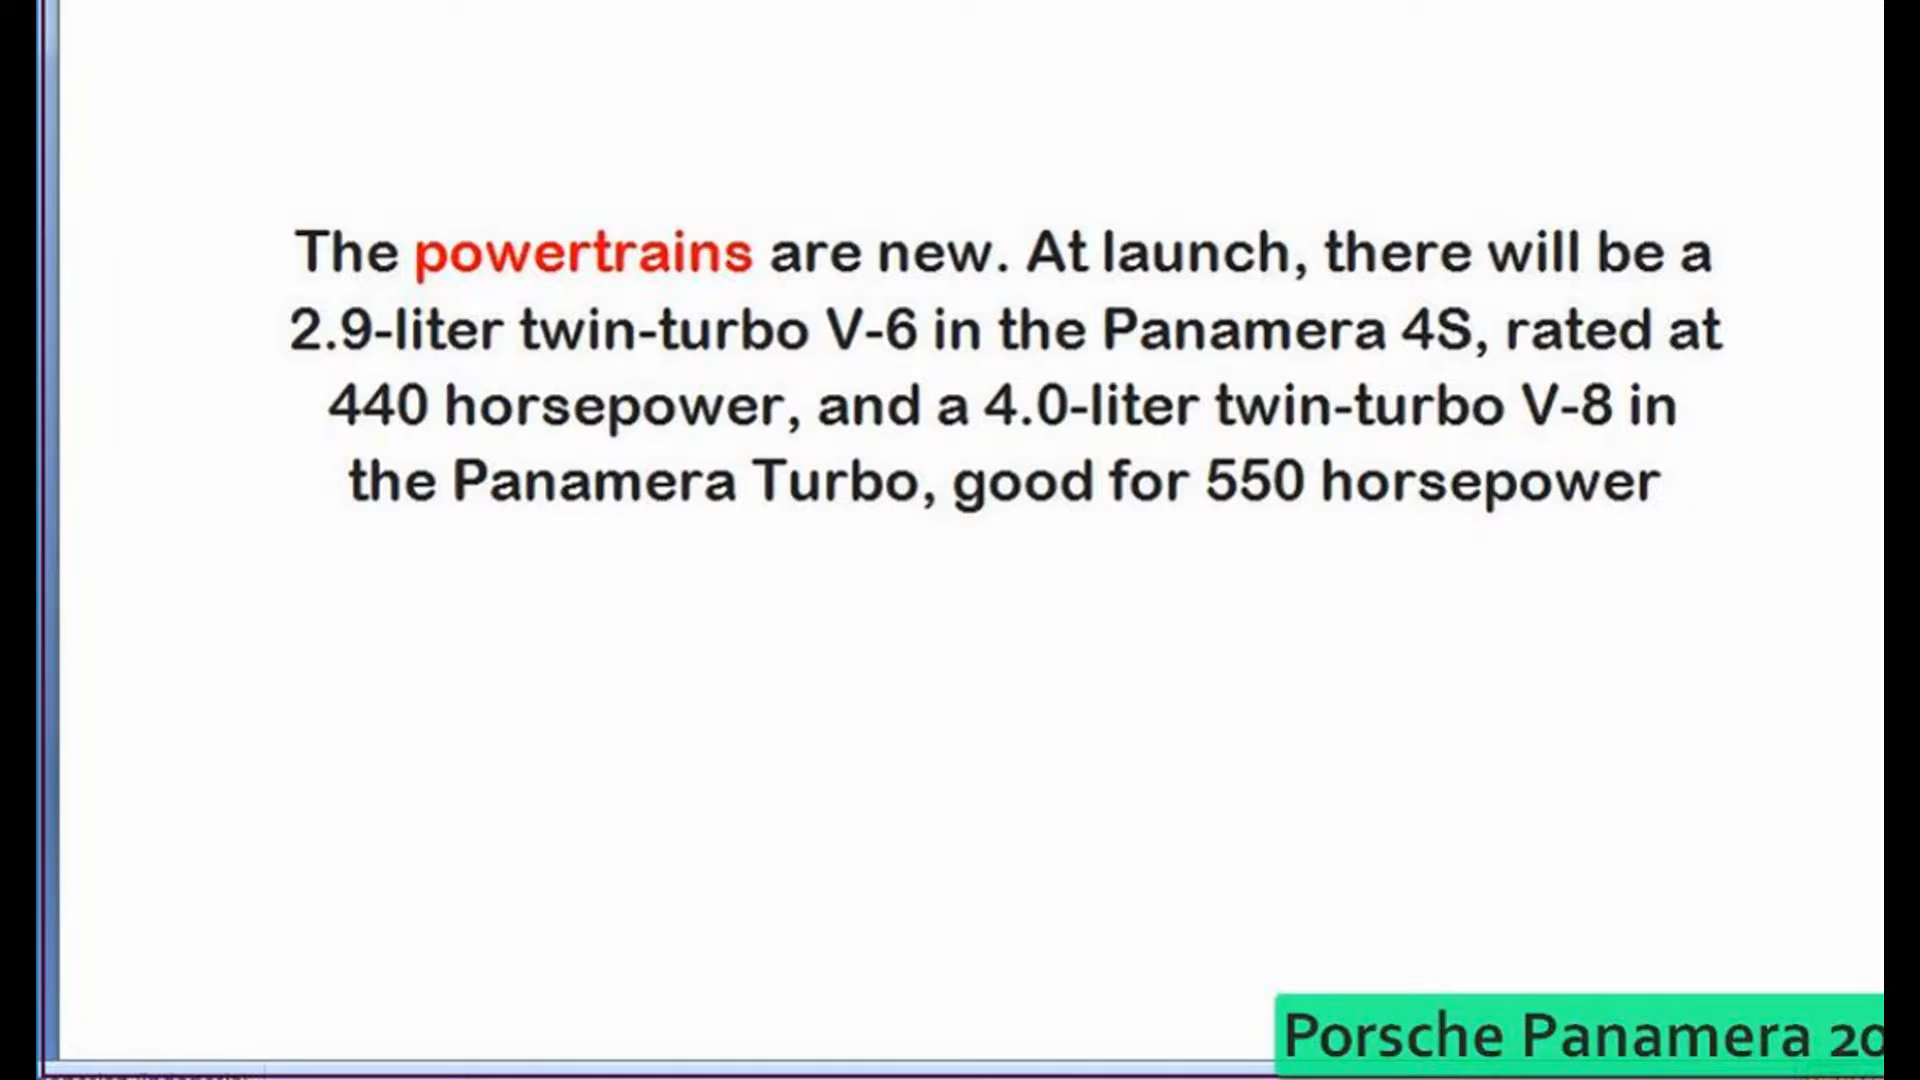 The powertrains are new. At launch, there will be a
2.9-liter twin-turbo V-6 in the Panamera 4S, rated at
440 horsepower, and a 4.0-liter twin-turbo V-8 in
the Panamera Turbo, good for 550 horsepower
Porsche Panamera 20